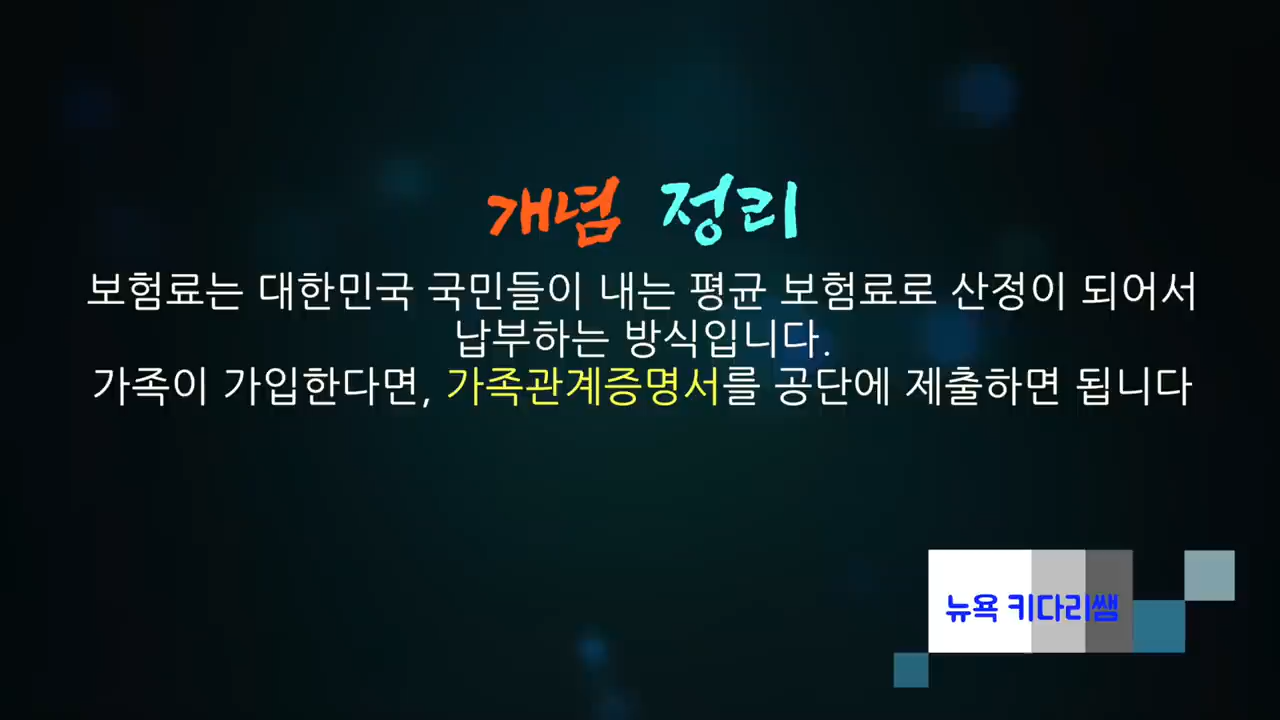 개념 정리
보험료는 대한민국 국민들이 내는 평균 보험료로 산정이 되어서
납부하는 방식입니다.
가족이 가입한다면, 가족관계증명서를 공단에 제출하면 됩니다
뉴욕 키다리쌤